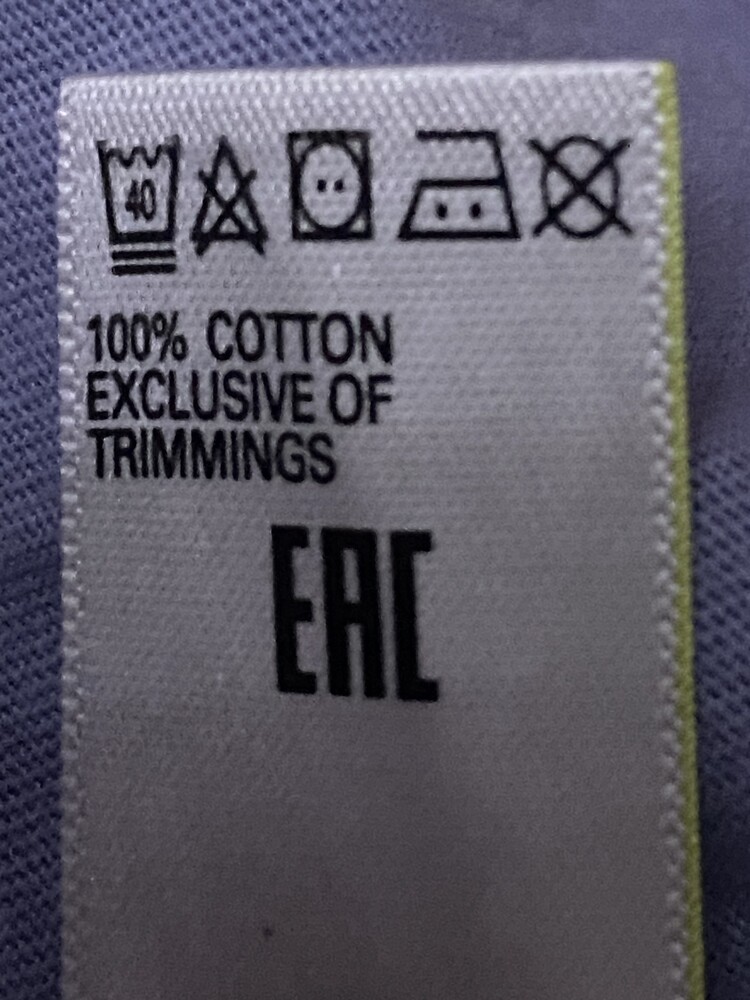 40
100% COTTON
EXCLUSIVE OF
TRIMMINGS
EAC